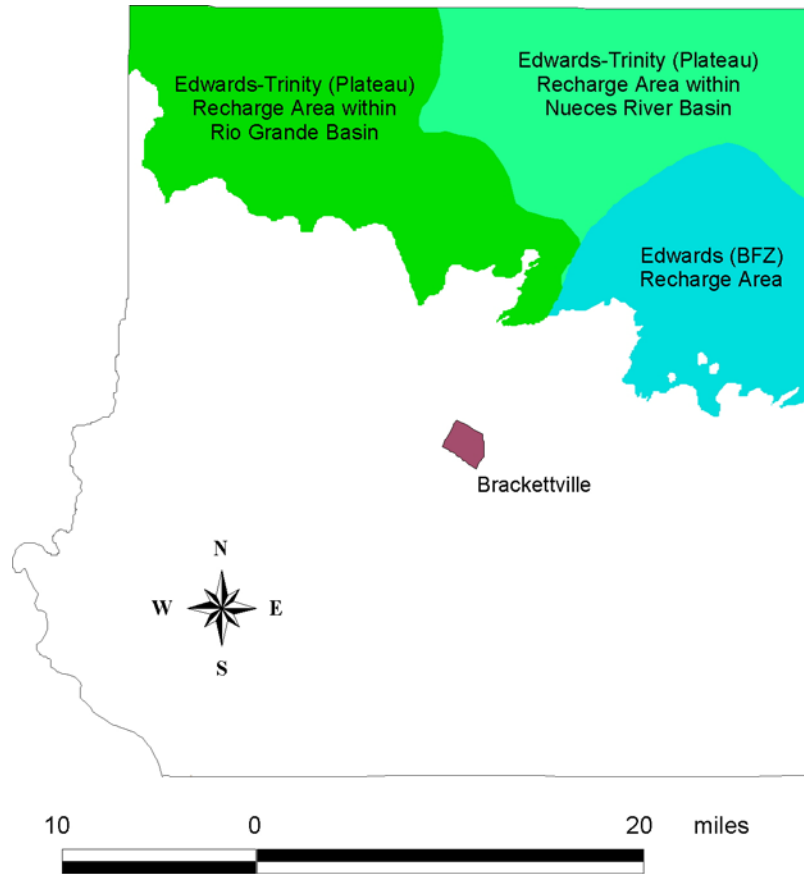 Edwards-Trinity (Plateau)
Recharge Area within
Rio Grande Basin
Edwards-Trinity (Plateau)
Recharge Area within
Nueces River Basin
Edwards (BFZ)
Recharge Area
Brackettville
N
W E
S
10 0 20 miles